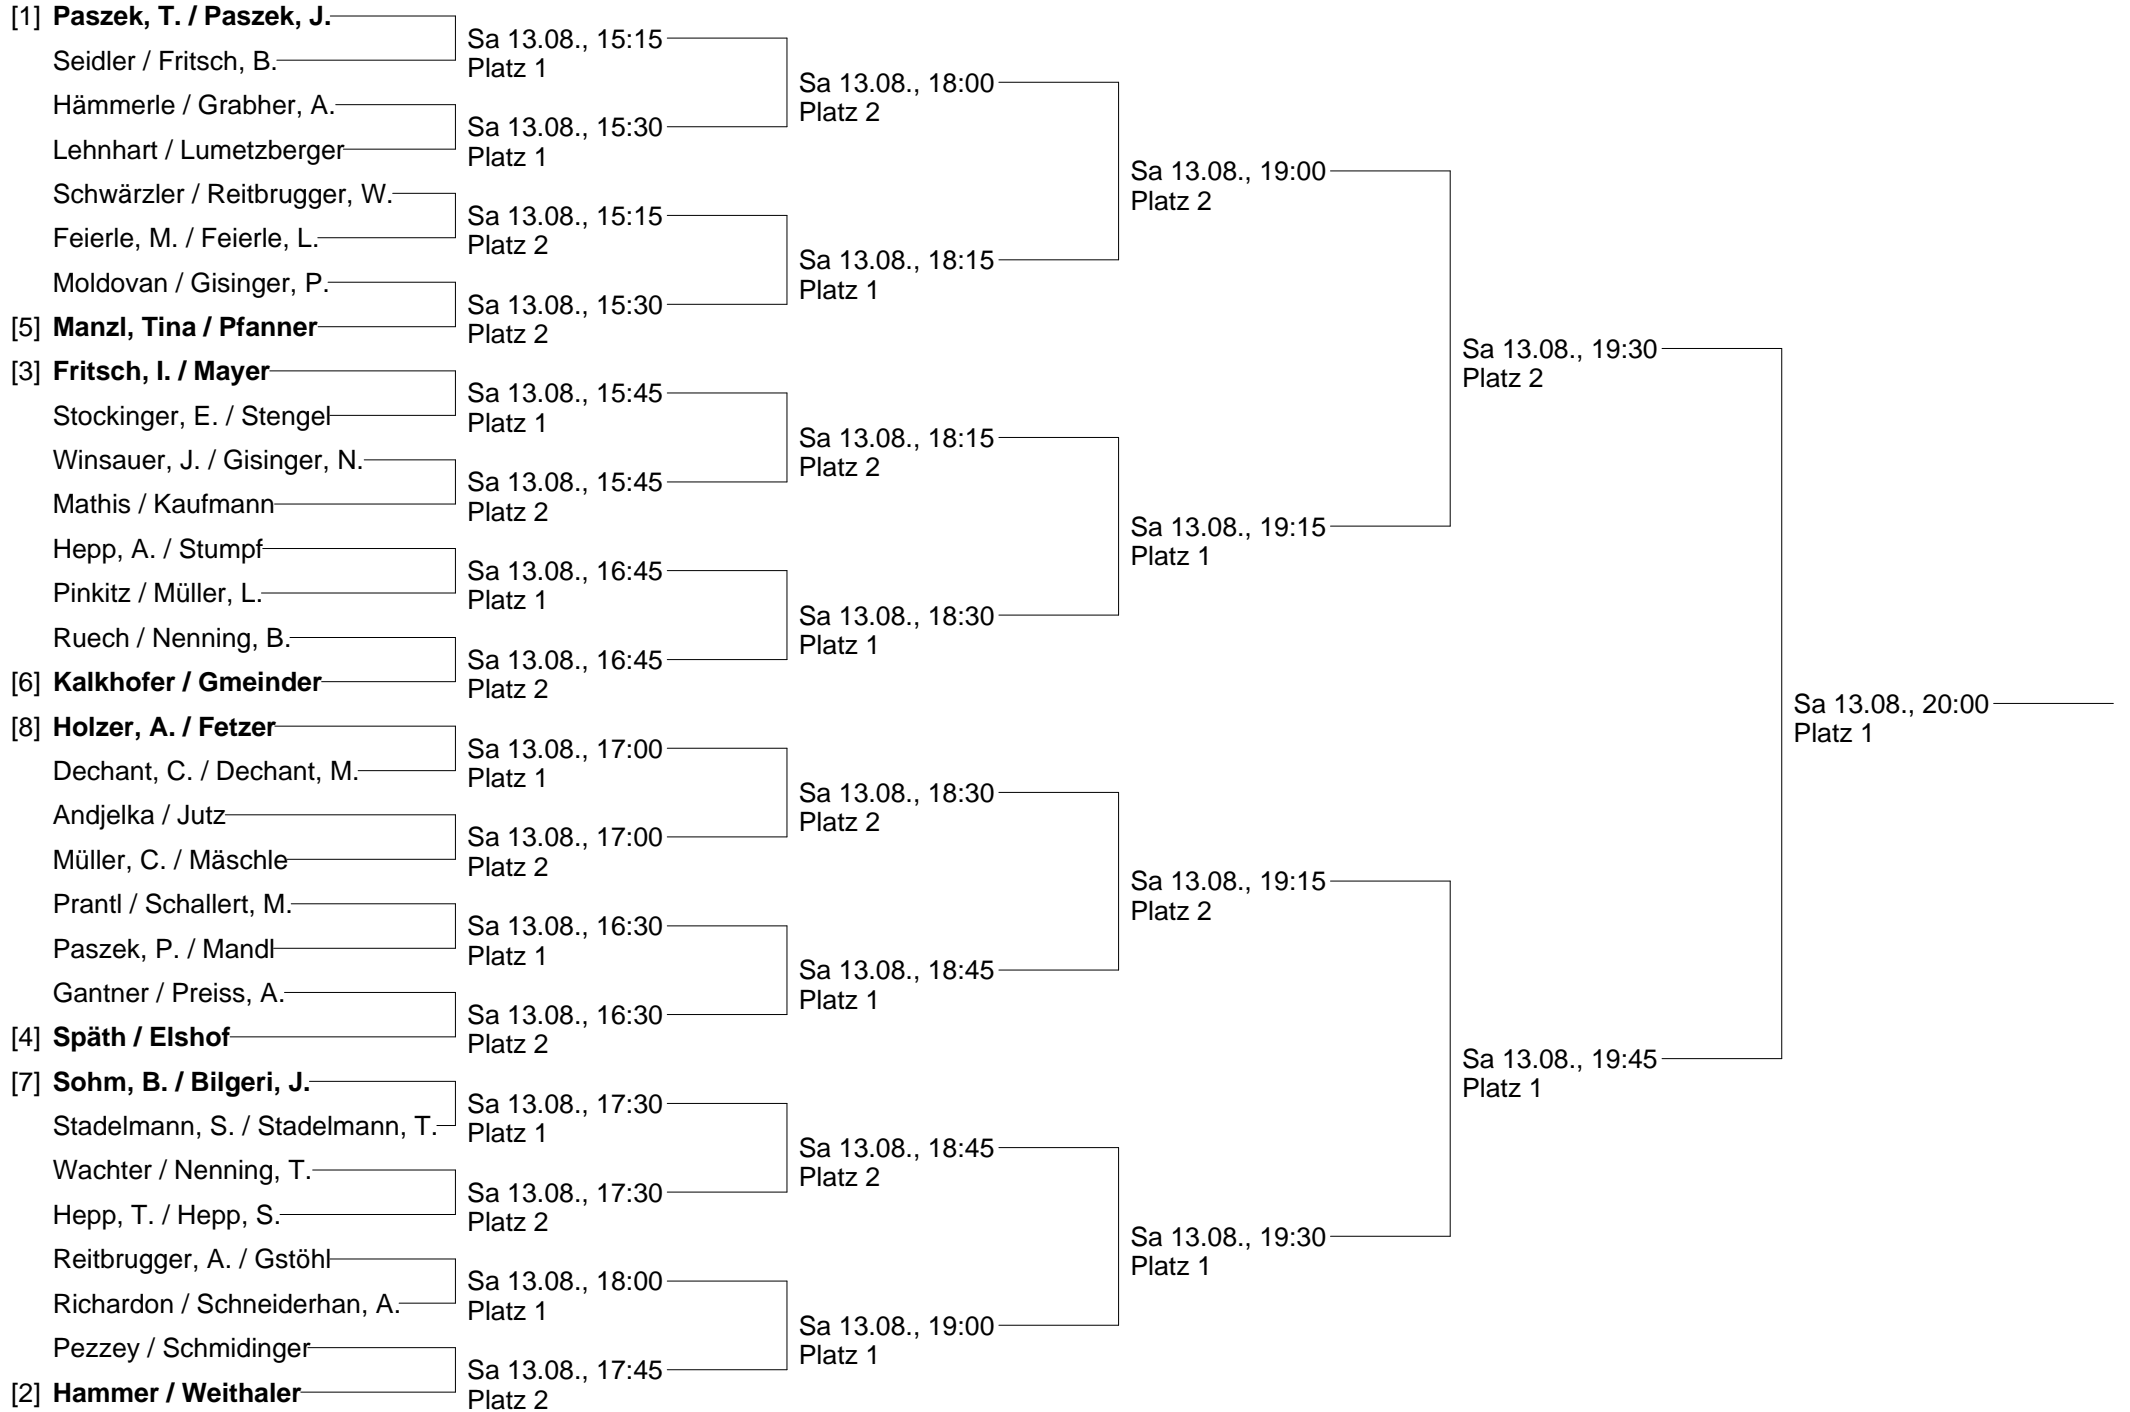 [1] Paszek, T. / Paszek, J.
Seidler / Fritsch, B.
Hämmerle / Grabher, A.
Lehnhart / Lumetzberger
Schwärzler / Reitbrugger, W.
Feierle, M. / Feierle, L.
Moldovan / Gisinger, P.
[5] Manzl, Tina / Pfanner
[3] Fritsch, I. / Mayer
Stockinger, E. / Stengel
Winsauer, J. / Gisinger, N.
Mathis / Kaufmann
Hepp, A. / Stumpf
Pinkitz / Müller, L.
Ruech / Nenning, B.
[6] Kalkhofer / Gmeinder
[8] Holzer, A. / Fetzer
Dechant, C. / Dechant, M.
Andjelka / Jutz
Müller, C. / Mäschle
Prantl / Schallert, M.
Paszek, P. / Mandl
Gantner / Preiss, A.
[4] Späth / Elshof
[7] Sohm, B. / Bilgeri, J.
Stadelmann, S. / Stadelmann, T.
Wachter / Nenning, T.
Hepp, T. / Hepp, S.
Reitbrugger, A. / Gstöhl
Richardon / Schneiderhan, A.
Pezzey / Schmidinger
[2] Hammer / Weithaler
Sa 13.08., 15:15
Platz 1
Sa 13.08., 15:30
Platz 1
Sa 13.08., 15:15
Platz 2
Sa 13.08., 15:30
Platz 2
Sa 13.08., 15:45
Platz 1
Sa 13.08., 15:45
Platz 2
Sa 13.08., 16:45
Platz 1
Sa 13.08., 16:45
Platz 2
Sa 13.08., 17:00
Platz 1
Sa 13.08., 17:00
Platz 2
Sa 13.08., 16:30
Platz 1
Sa 13.08., 16:30
Platz 2
Sa 13.08., 17:30
Platz 1
Sa 13.08., 17:30
Platz 2
Sa 13.08., 18:00
Platz 1
Sa 13.08., 17:45
Platz 2
Sa 13.08., 18:00
Platz 2
Sa 13.08., 18:15
Platz 1
Sa 13.08., 18:15
Platz 2
Sa 13.08., 18:30
Platz 1
Sa 13.08., 18:30
Platz 2
Sa 13.08., 18:45
Platz 1
Sa 13.08., 18:45
Platz 2
Sa 13.08., 19:00
Platz 1
Sa 13.08., 19:00
Platz 2
Sa 13.08., 19:15
Platz 1
Sa 13.08., 19:15
Platz 2
Sa 13.08., 19:30
Platz 1
Sa 13.08., 19:30
Platz 2
Sa 13.08., 19:45
Platz 1
Sa 13.08., 20:00
Platz 1